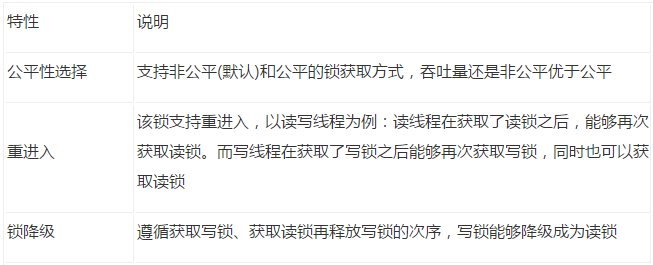 特性
说明
公平性选择
支持非公平(默认)和公平的锁获取方式，吞吐量还是非公平优于公平
重进入
该锁支持重进入，以读写线程为例：读线程在获取了读锁之后，能够再次
获取读锁。而写线程在获取了写锁之后能够再次获取写锁，同时也可以获
取读锁
锁降级
遵循获取写锁、获取读锁再释放写锁的次序，写锁能够降级成为读锁